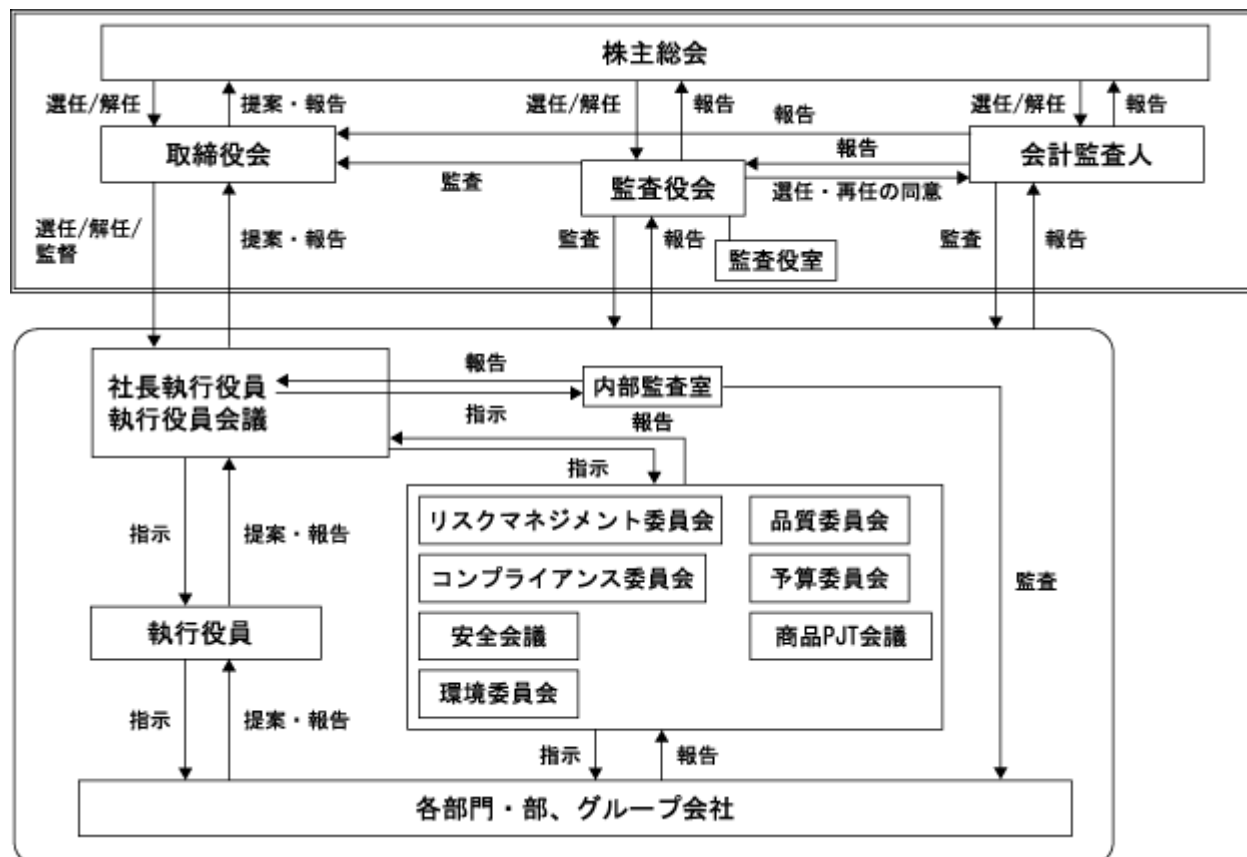 株主総会
選任/解任
提案・報告
選任/解任
報告
選任/解任
報告
報告
取締役会
会計監査人
報告
監査
監査役会
選任・再任の同意
選任/解任/
監督
提案・報告
監査
報告
監査役室
監査
報告
社長執行役員
執行役員会議
報告
内部監査室
指示
報告
指示
リスクマネジメント委員会
品質委員会
コンプライアンス委員会
予算委員会
安全会議
商品PJT会議
環境委員会
指示
提案・報告
監査
執行役員
指示
提案・報告
指示
報告
各部門・部、グループ会社